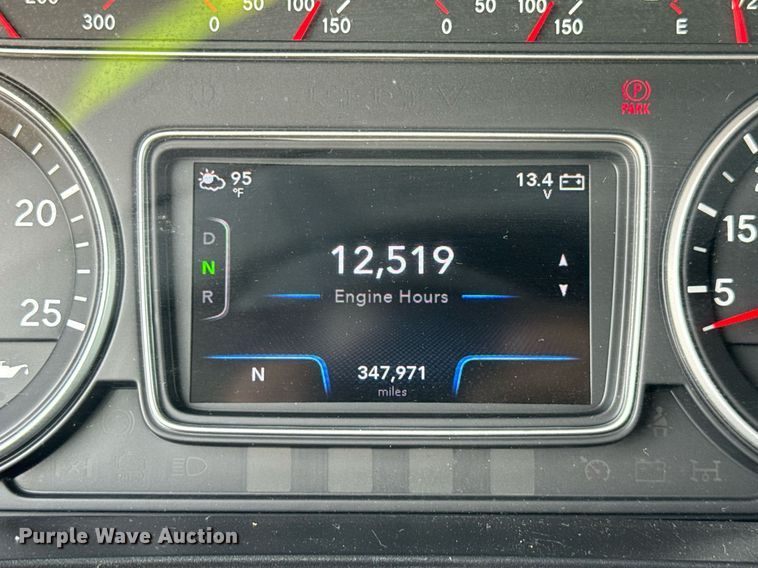 200 300 0 50 100 150 0 50 100 150 E
PARK
95 °F 13.4 V
20 25
D
N
R
12,519
Engine Hours
15
5
N 347,971
miles
Purple Wave Auction®